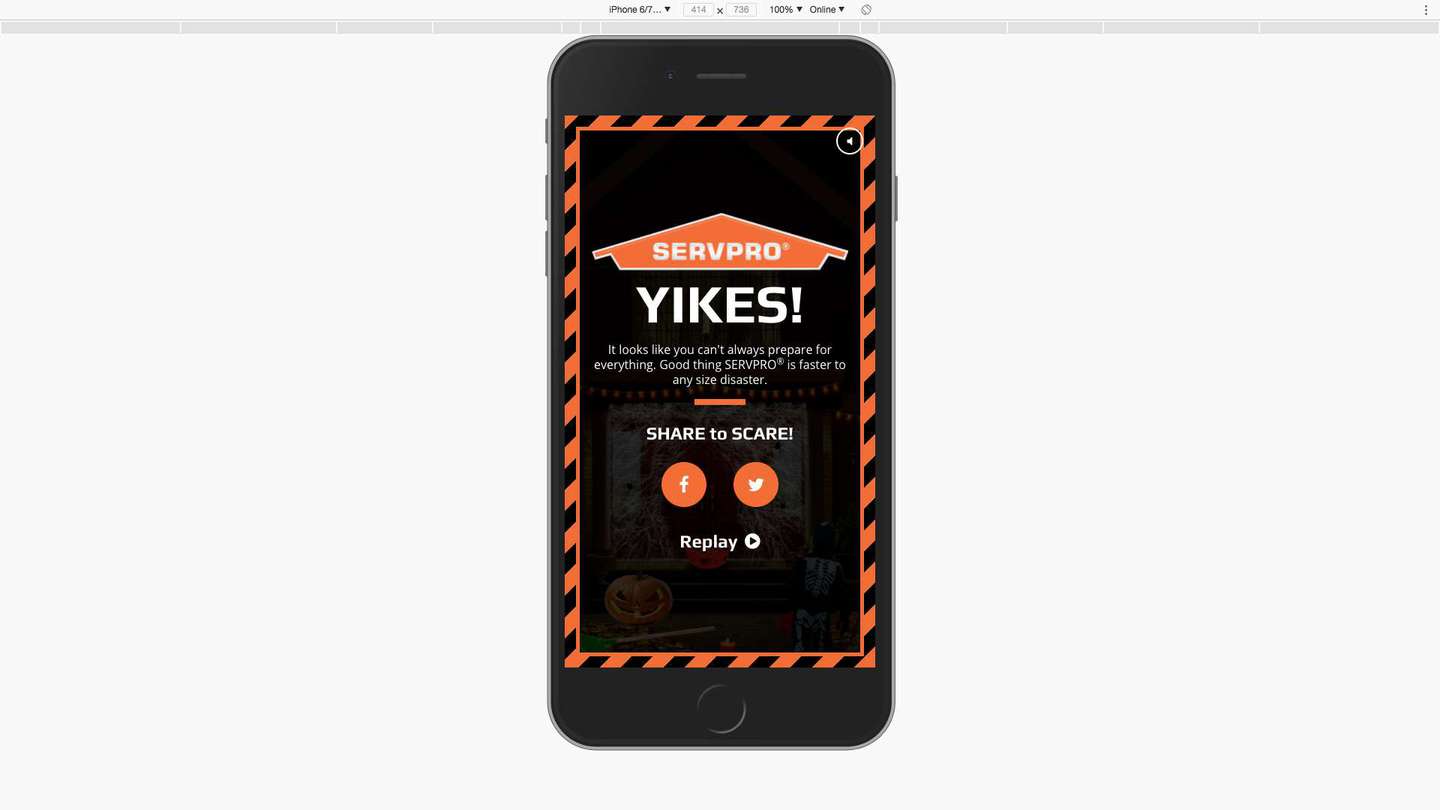 iPhone 6/7... 414 x 736 100% Online
SERVPRO®
YIKES!
It looks like you can't always prepare for
everything. Good thing SERVPRO® is faster to
any size disaster.
SHARE to SCARE!
Replay